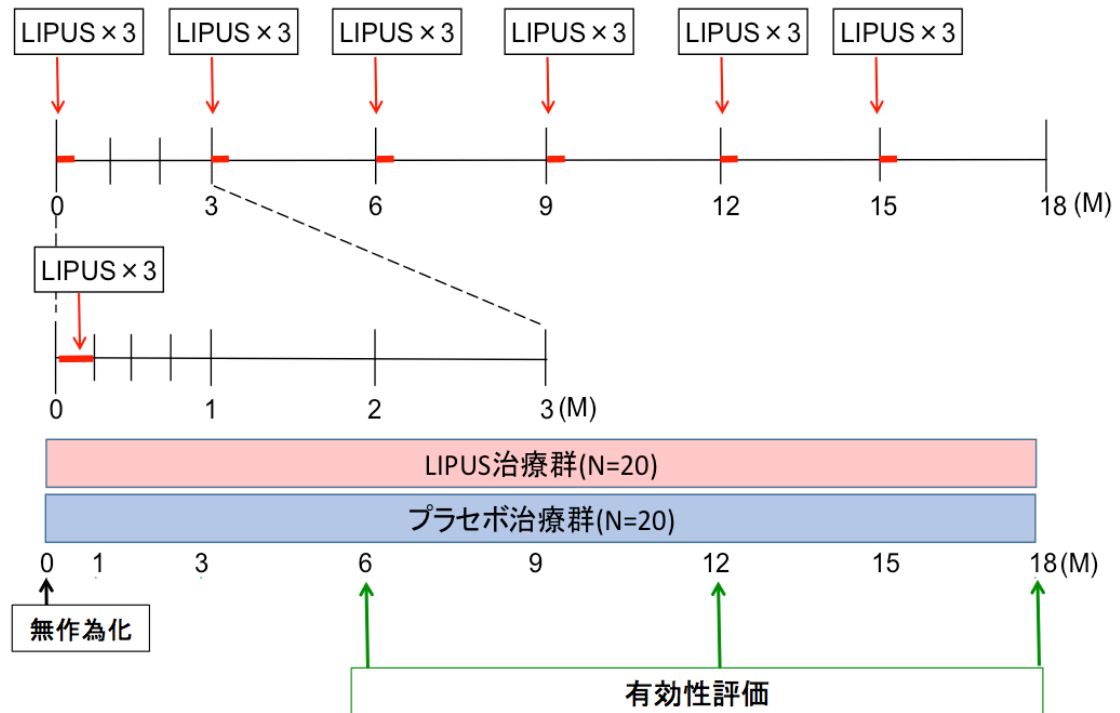 LIPUS×3 LIPUS×3 LIPUS×3 LIPUS×3 LIPUS×3 LIPUS×3
0 3 6 9 12 15 18 (M)
LIPUS×3
0 1 2 3 (M)
LIPUS治療群(N=20)
プラセボ治療群(N=20)
0 1 3 6 9 12 15 18 (M)
無作為化
有効性評価